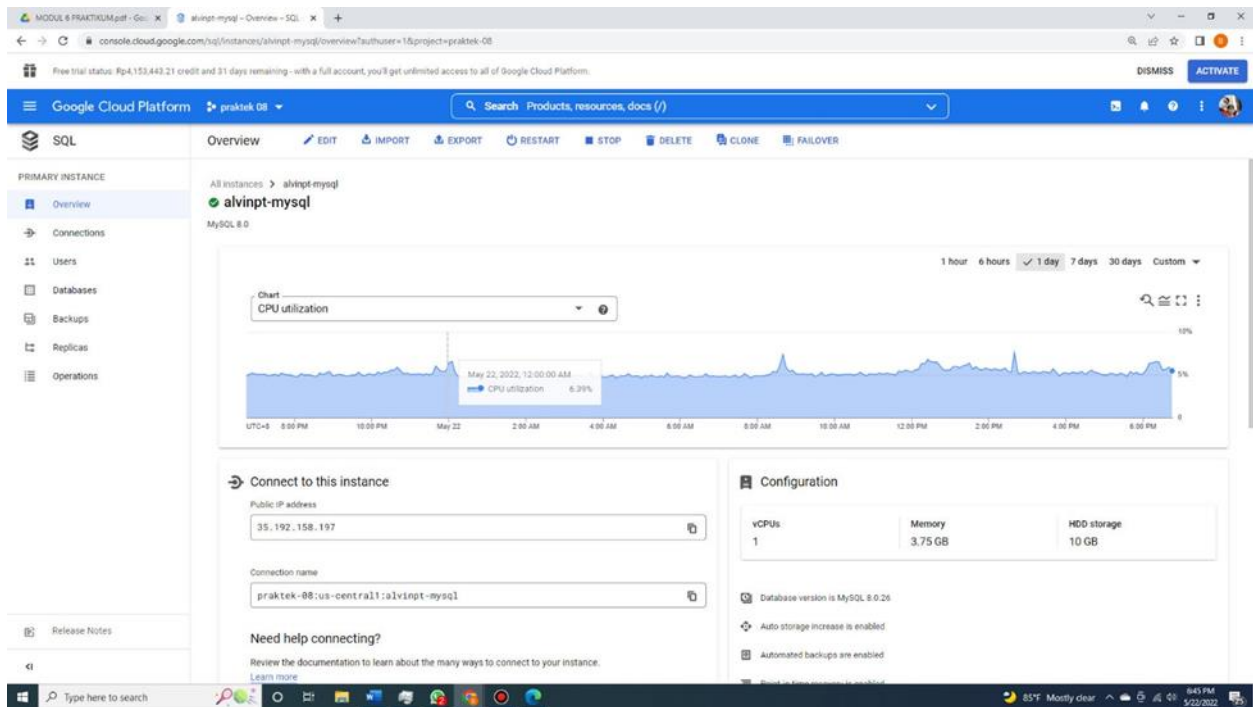 MODUL 6 PRAKTIKUM.pdf - Goo
alvinpt-mysql – Overview – SQL
console.cloud.google.com/sql/instances/alvinpt-mysql/overview?authuser=1&project=praktek-08
Free trial status: Rp4,153,443.21 credit and 31 days remaining - with a full account, you'll get unlimited access to all of Google Cloud Platform.
DISMISS
ACTIVATE
Google Cloud Platform
praktek 08
Search Products, resources, docs (/)
SQL
Overview
EDIT
IMPORT
EXPORT
RESTART
STOP
DELETE
CLONE
FAILOVER
PRIMARY INSTANCE
Overview
Connections
Users
Databases
Backups
Replicas
Operations
Release Notes
All instances > alvinpt-mysql
alvinpt-mysql
MySQL 8.0
1 hour 6 hours 1 day 7 days 30 days Custom
Chart
CPU utilization
10%
May 22, 2022, 12:00:00 AM
CPU utilization 6.39%
5%
0
UTC+8 8:00 PM 10:00 PM May 22 2:00 AM 4:00 AM 6:00 AM 8:00 AM 10:00 AM 12:00 PM 2:00 PM 4:00 PM 6:00 PM
Connect to this instance
Public IP address
35.192.158.197
Connection name
praktek-08:us-central1:alvinpt-mysql
Need help connecting?
Review the documentation to learn about the many ways to connect to your instance.
Learn more
Configuration
vCPUs
1
Memory
3.75 GB
HDD storage
10 GB
Database version is MySQL 8.0.26
Auto storage increase is enabled
Automated backups are enabled
Point-in-time recovery is enabled
Type here to search
85°F Mostly clear
6:45 PM
5/22/2022